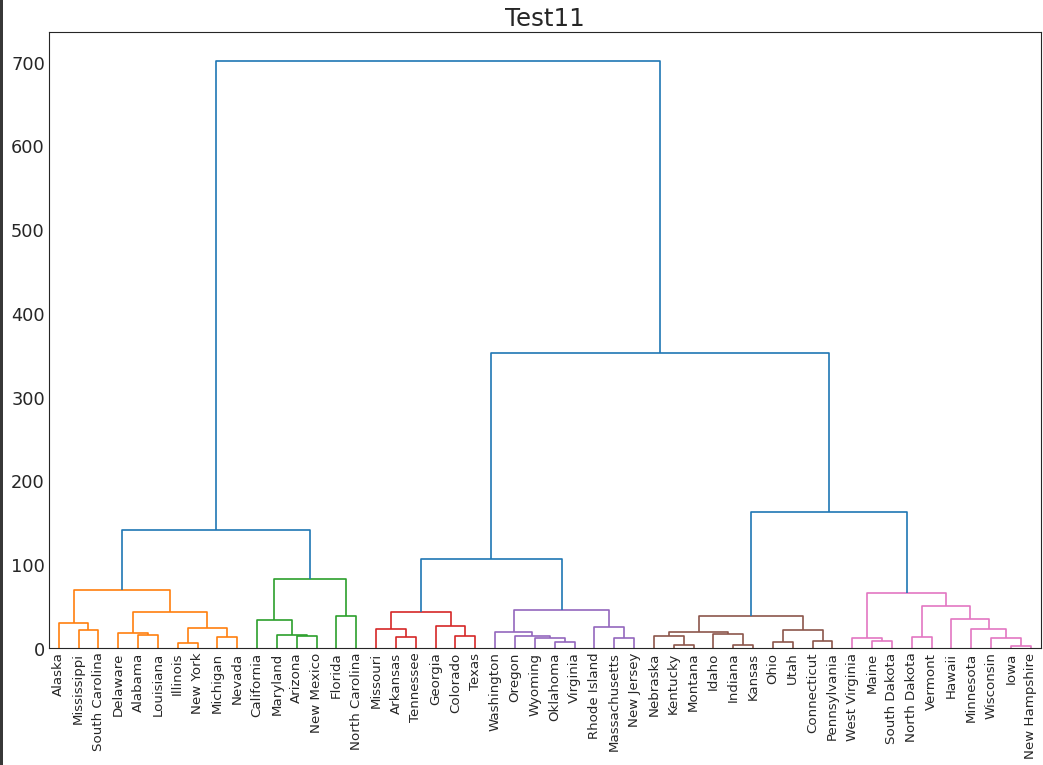 Test11
700
600
500
400
300
200
100
0
Alaska
Mississippi
South Carolina
Delaware
Alabama
Louisiana
Illinois
New York
Michigan
Nevada
California
Maryland
Arizona
New Mexico
Florida
North Carolina
Missouri
Arkansas
Tennessee
Georgia
Colorado
Texas
Washington
Oregon
Wyoming
Oklahoma
Virginia
Rhode Island
Massachusetts
New Jersey
Nebraska
Kentucky
Montana
Idaho
Indiana
Kansas
Ohio
Utah
Connecticut
Pennsylvania
West Virginia
Maine
South Dakota
North Dakota
Vermont
Hawaii
Minnesota
Wisconsin
Iowa
New Hampshire